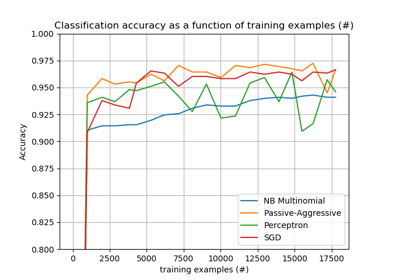 Classification accuracy as a function of training examples (#)
1.000
0.975
0.950
0.925
0.900
0.875
0.850
0.825
0.800
Accuracy
NB Multinomial
Passive-Aggressive
Perceptron
SGD
0 2500 5000 7500 10000 12500 15000 17500
training examples (#)